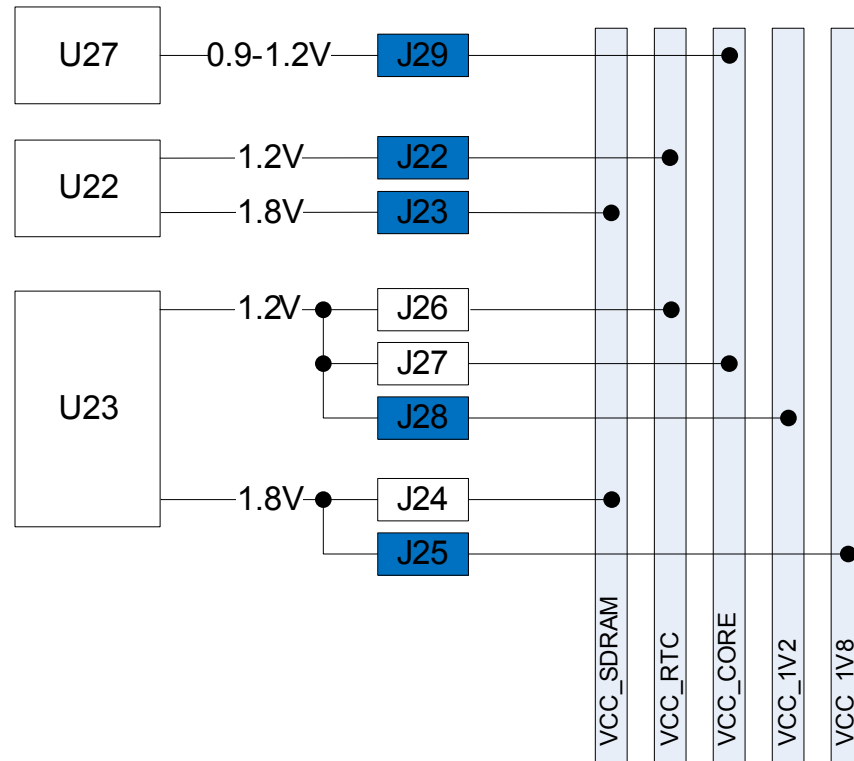 U27
0.9-1.2V
J29
U22
1.2V
J22
1.8V
J23
U23
1.2V
J26
J27
J28
1.8V
J24
J25
VCC_SDRAM
VCC_RTC
VCC_CORE
VCC_1V2
VCC_1V8